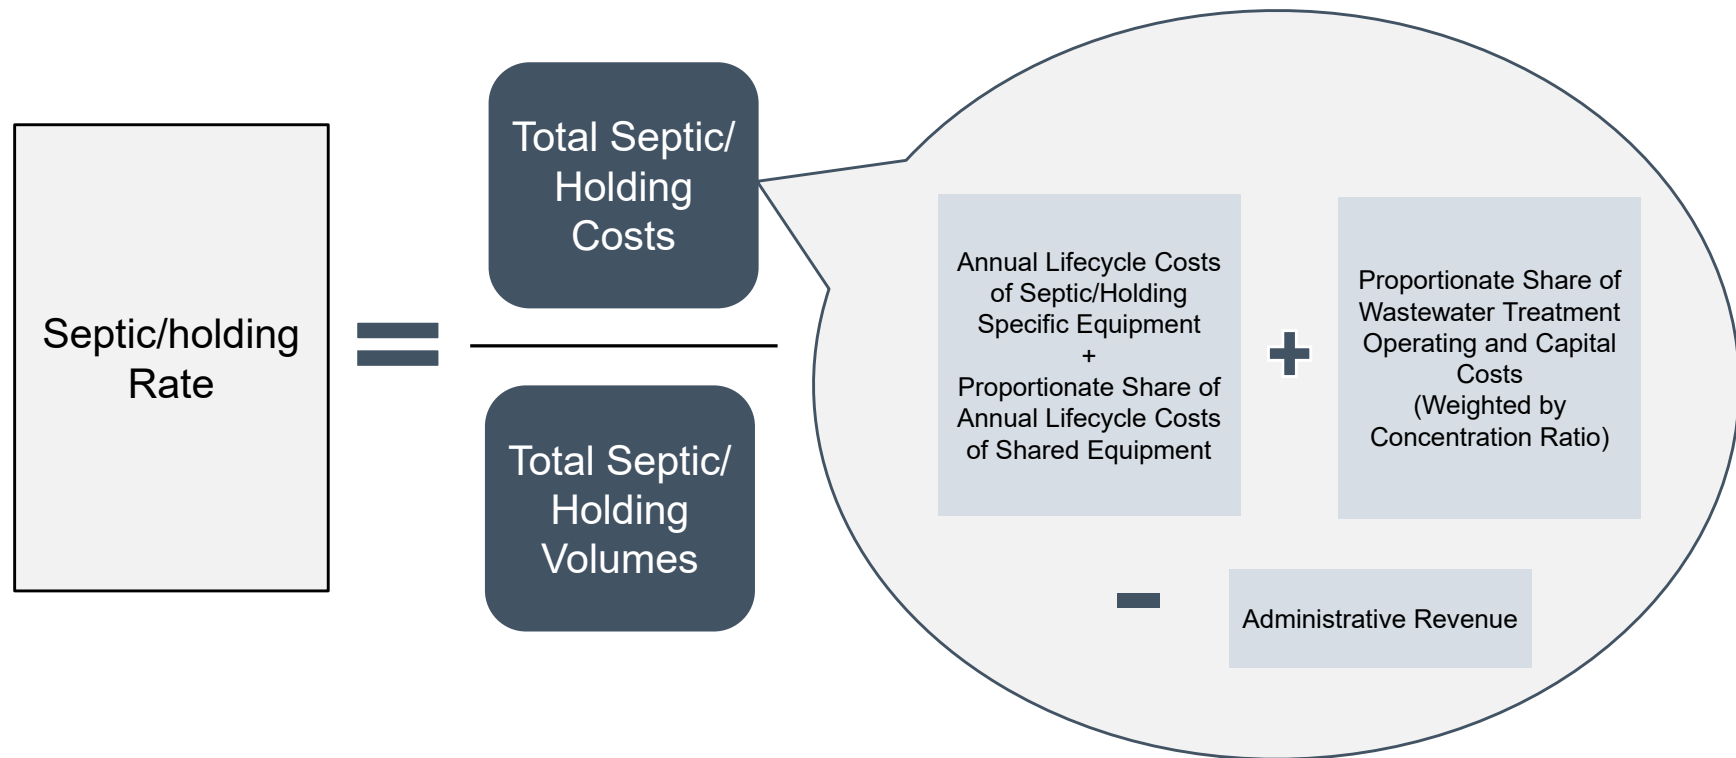 Septic/holding
Rate
=
Total Septic/
Holding
Costs
Total Septic/
Holding
Volumes
Annual Lifecycle Costs
of Septic/Holding
Specific Equipment
+
Proportionate Share of
Annual Lifecycle Costs
of Shared Equipment
+
Proportionate Share of
Wastewater Treatment
Operating and Capital
Costs
(Weighted by
Concentration Ratio)
-
Administrative Revenue